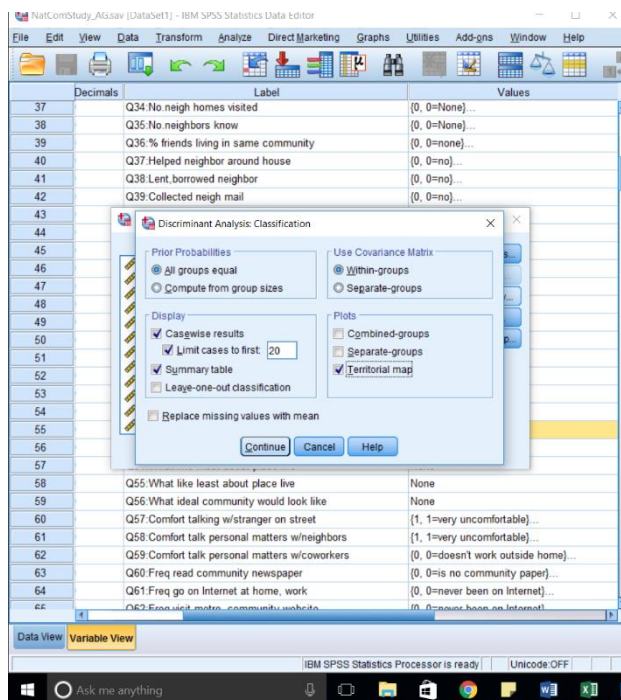 NatComStudy_AG.sav [DataSet1] - IBM SPSS Statistics Data Editor
File Edit View Data Transform Analyze Direct Marketing Graphs Utilities Add-ons Window Help
Decimals Label Values
37 Q34:No.neigh homes visited {0, 0=None}...
38 Q35:No.neighbors know {0, 0=None}...
39 Q36:% friends living in same community {0, 0=none}...
40 Q37:Helped neighbor around house {0, 0=no}...
41 Q38:Lent,borrowed neighbor {0, 0=no}...
42 Q39:Collected neigh mail {0, 0=no}...
43
44
45
46
47
48
49
50
51
52
53
54
55
56
57
Discriminant Analysis: Classification
Prior Probabilities
All groups equal
Compute from group sizes
Use Covariance Matrix
Within-groups
Separate-groups
Display
Casewise results
Limit cases to first: 20
Summary table
Leave-one-out classification
Plots
Combined-groups
Separate-groups
Territorial map
Replace missing values with mean
Continue Cancel Help
58 Q55:What like least about place live None
59 Q56:What ideal community would look like None
60 Q57:Comfort talking w/stranger on street {1, 1=very uncomfortable}...
61 Q58:Comfort talk personal matters w/neighbors {1, 1=very uncomfortable}...
62 Q59:Comfort talk personal matters w/coworkers {0, 0=doesn't work outside home}...
63 Q60:Freq read community newspaper {0, 0=is no community paper}...
64 Q61:Freq go on Internet at home, work {0, 0=never been on Internet}...
Data View Variable View
IBM SPSS Statistics Processor is ready Unicode:OFF
Ask me anything